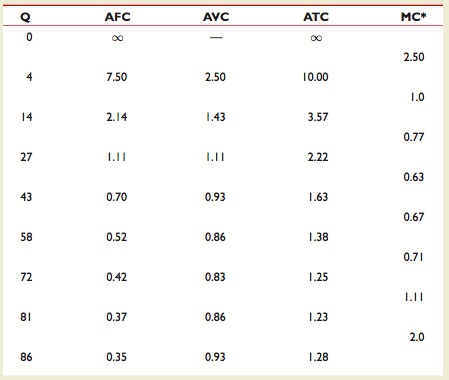 Q AFC AVC ATC MC*
0 ∞ — ∞
2.50
4 7.50 2.50 10.00
1.0
14 2.14 1.43 3.57
0.77
27 1.11 1.11 2.22
0.63
43 0.70 0.93 1.63
0.67
58 0.52 0.86 1.38
0.71
72 0.42 0.83 1.25
1.11
81 0.37 0.86 1.23
2.0
86 0.35 0.93 1.28